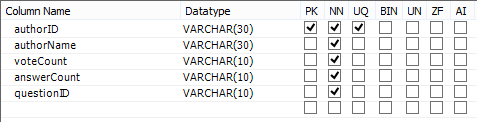 Column Name Datatype PK NN UQ BIN UN ZF AI
authorID VARCHAR(30)
authorName VARCHAR(30)
voteCount VARCHAR(10)
answerCount VARCHAR(10)
questionID VARCHAR(10)